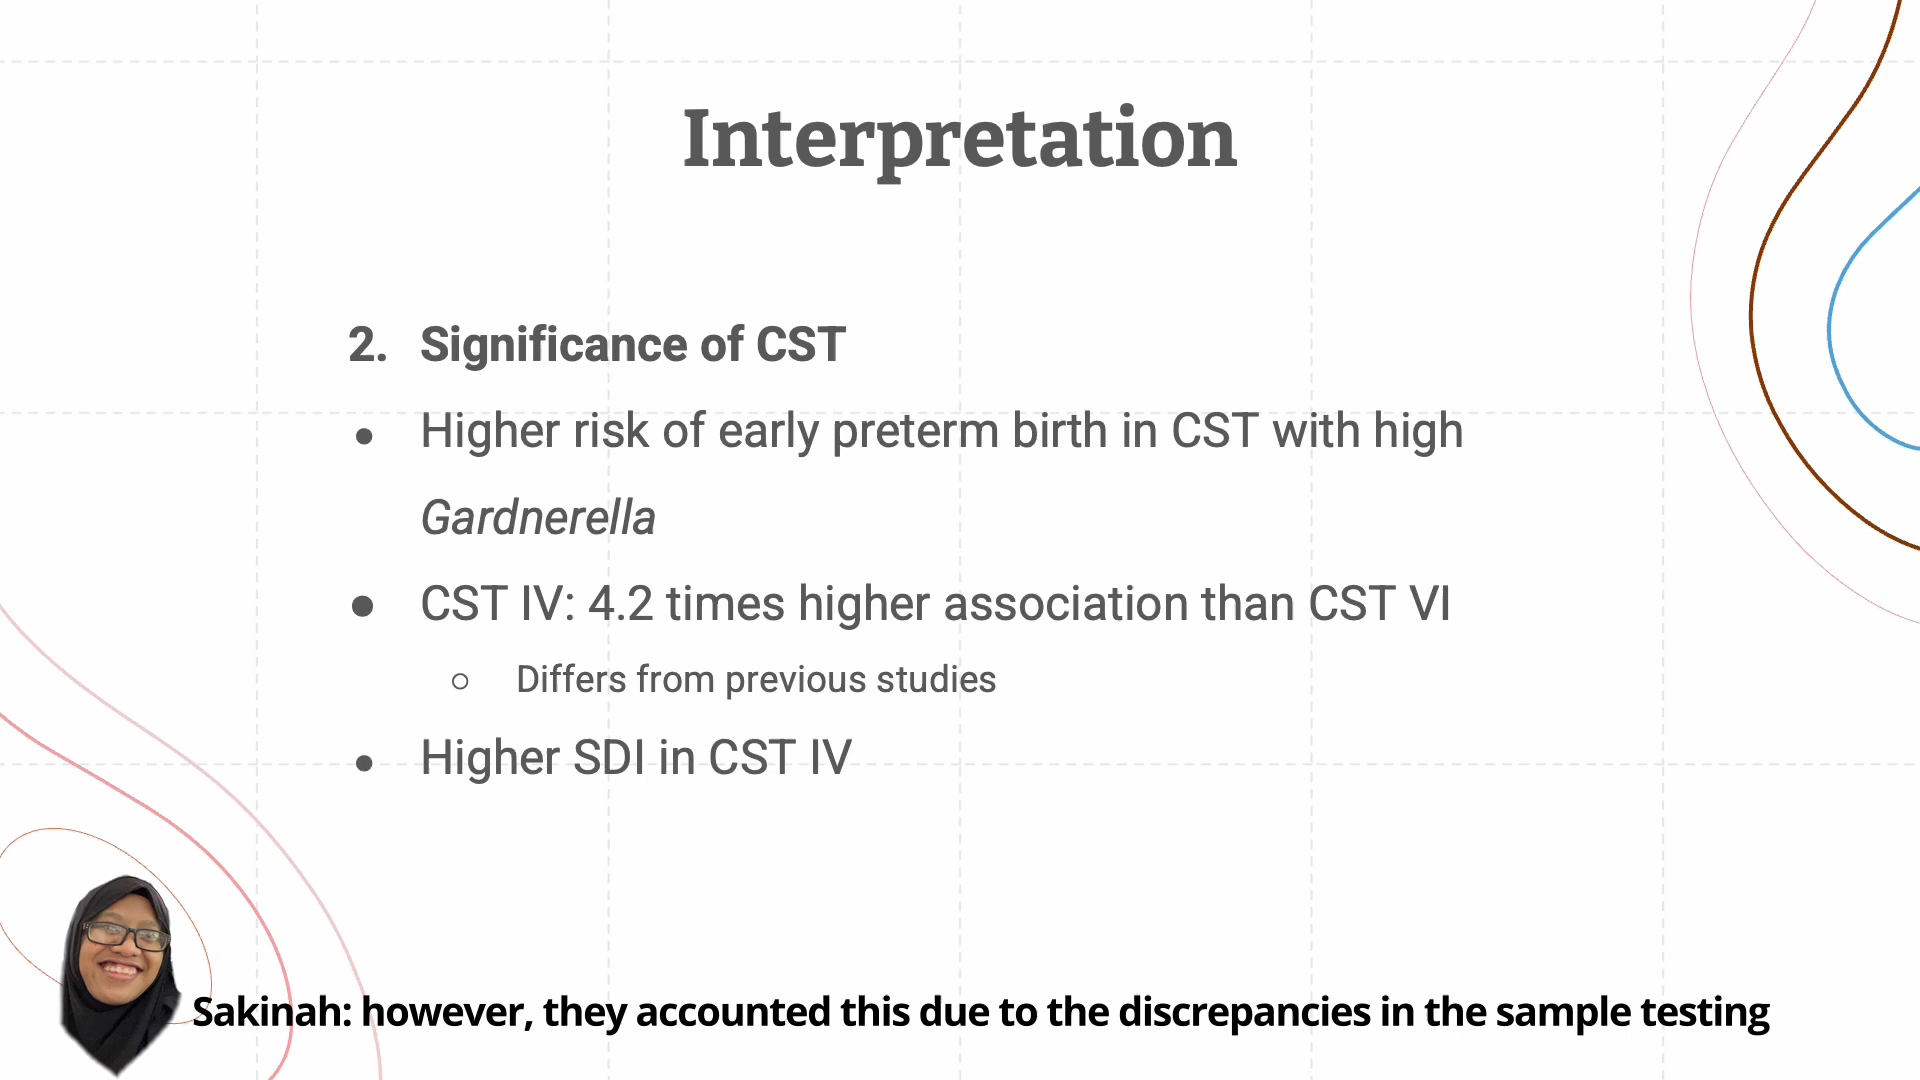 Interpretation
2. Significance of CST
● Higher risk of early preterm birth in CST with high
Gardnerella
● CST IV: 4.2 times higher association than CST VI
○ Differs from previous studies
● Higher SDI in CST IV
Sakinah: however, they accounted this due to the discrepancies in the sample testing